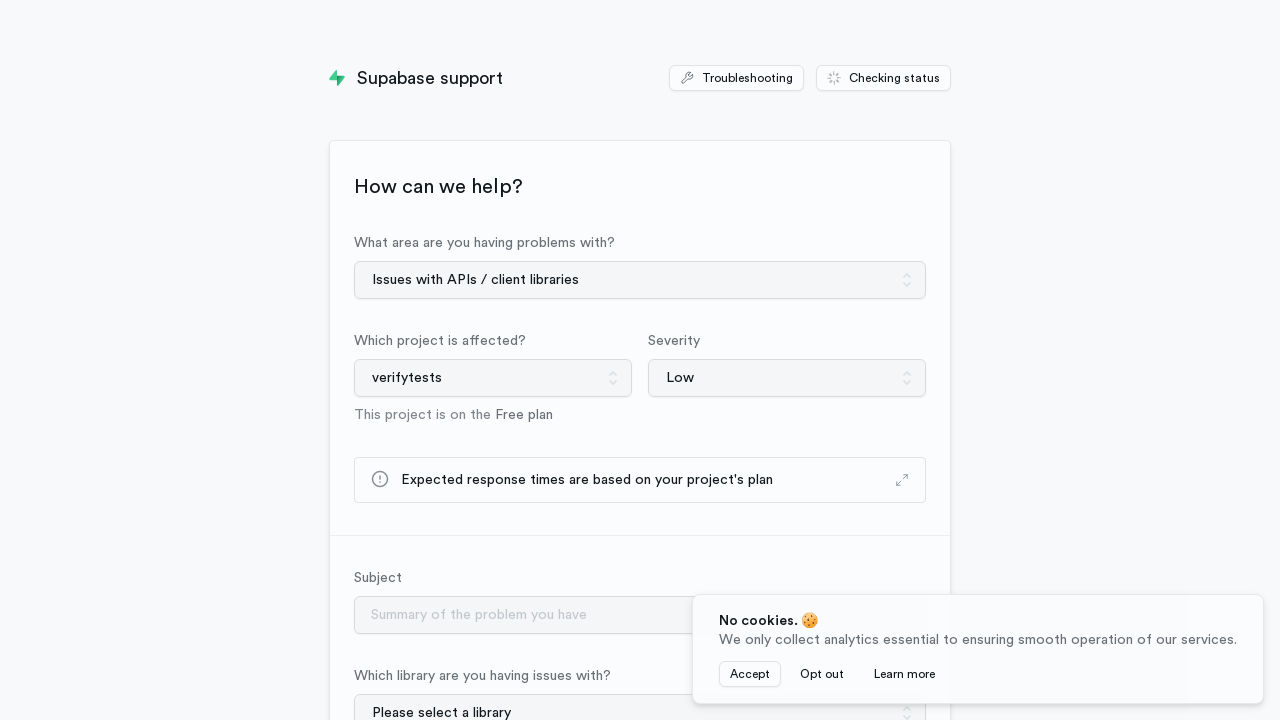 Supabase support
Troubleshooting
Checking status
How can we help?
What area are you having problems with?
Issues with APIs / client libraries
Which project is affected?
Severity
verifytests
Low
This project is on the Free plan
Expected response times are based on your project's plan
Subject
Summary of the problem you have
No cookies. 🍪
We only collect analytics essential to ensuring smooth operation of our services.
Accept
Opt out
Learn more
Which library are you having issues with?
Please select a library